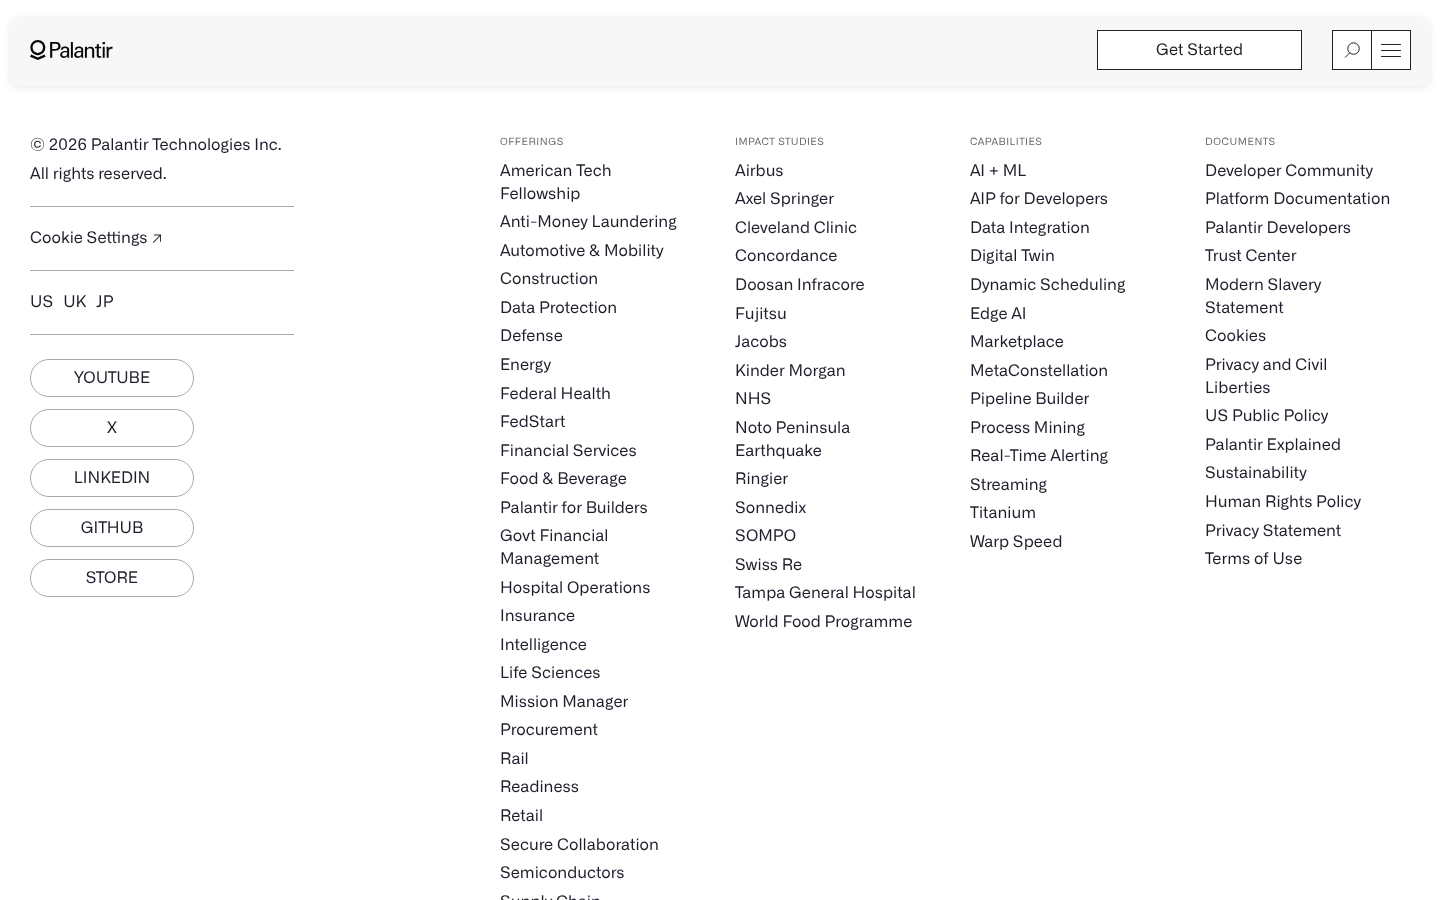 Palantir
Get Started
© 2026 Palantir Technologies Inc.
All rights reserved.
Cookie Settings ↗
US UK JP
YOUTUBE
X
LINKEDIN
GITHUB
STORE
OFFERINGS
American Tech
Fellowship
Anti-Money Laundering
Automotive & Mobility
Construction
Data Protection
Defense
Energy
Federal Health
FedStart
Financial Services
Food & Beverage
Palantir for Builders
Govt Financial
Management
Hospital Operations
Insurance
Intelligence
Life Sciences
Mission Manager
Procurement
Rail
Readiness
Retail
Secure Collaboration
Semiconductors
Supply Chain
IMPACT STUDIES
Airbus
Axel Springer
Cleveland Clinic
Concordance
Doosan Infracore
Fujitsu
Jacobs
Kinder Morgan
NHS
Noto Peninsula
Earthquake
Ringier
Sonnedix
SOMPO
Swiss Re
Tampa General Hospital
World Food Programme
CAPABILITIES
AI + ML
AIP for Developers
Data Integration
Digital Twin
Dynamic Scheduling
Edge AI
Marketplace
MetaConstellation
Pipeline Builder
Process Mining
Real-Time Alerting
Streaming
Titanium
Warp Speed
DOCUMENTS
Developer Community
Platform Documentation
Palantir Developers
Trust Center
Modern Slavery
Statement
Cookies
Privacy and Civil
Liberties
US Public Policy
Palantir Explained
Sustainability
Human Rights Policy
Privacy Statement
Terms of Use